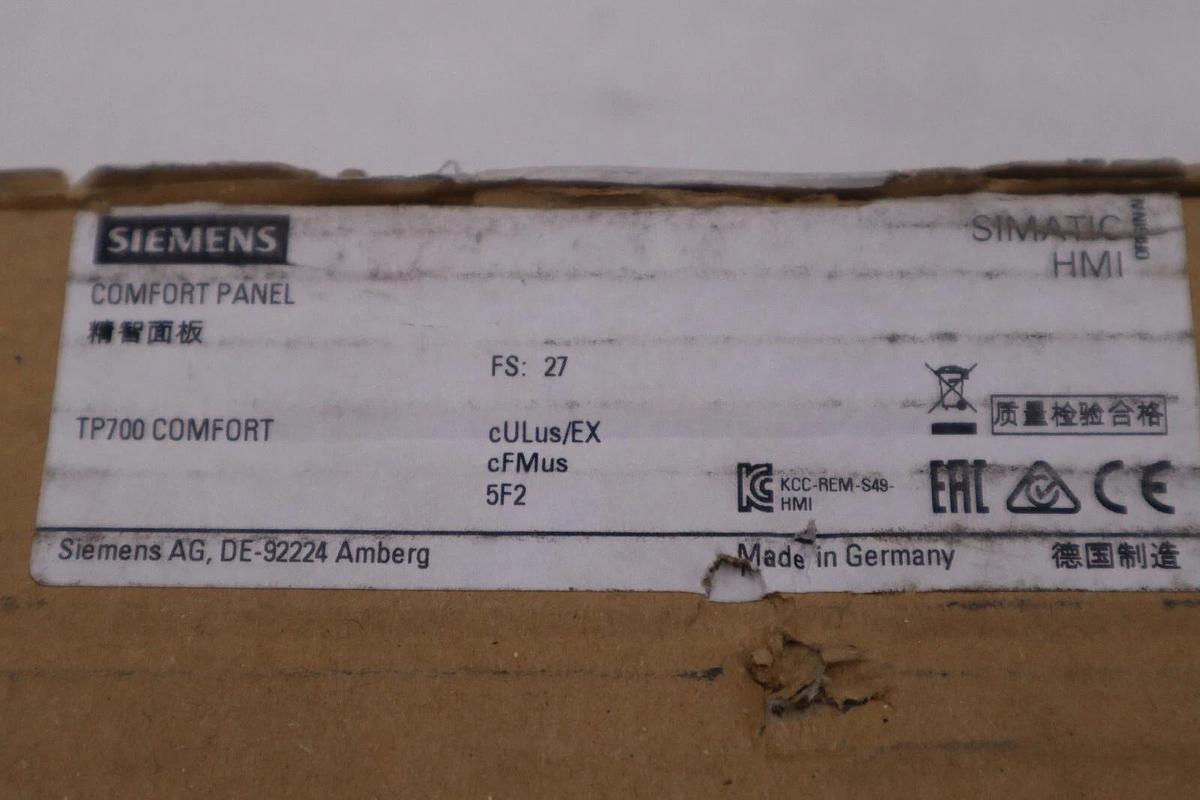 SIEMENS
SIMATIC
HMI
ORIGINAL
COMFORT PANEL
精智面板
FS: 27
TP700 COMFORT
cULus/EX
cFMus
5F2
质量检验合格
KCC-REM-S49-
HMI
EAC
CE
Siemens AG, DE-92224 Amberg
Made in Germany
德国制造